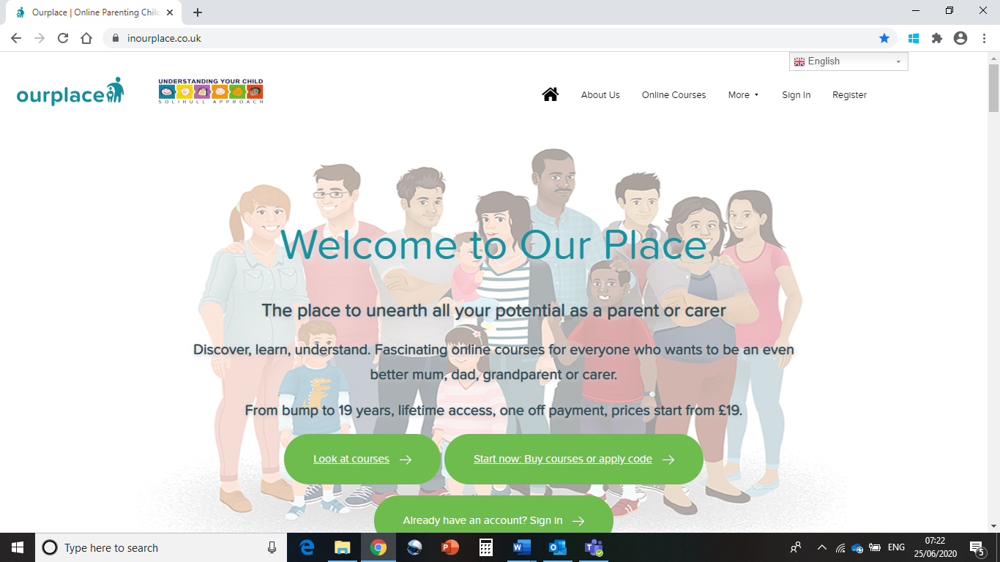 Ourplace | Online Parenting Chil
inourplace.co.uk
English
ourplace
UNDERSTANDING YOUR CHILD
SOLIHULL APPROACH
About Us
Online Courses
More
Sign In
Register
Welcome to Our Place
The place to unearth all your potential as a parent or carer
Discover, learn, understand. Fascinating online courses for everyone who wants to be an even
better mum, dad, grandparent or carer.
From bump to 19 years, lifetime access, one off payment, prices start from £19.
Look at courses
Start now: Buy courses or apply code
Already have an account? Sign in
Type here to search
ENG
07:22
25/06/2020
5